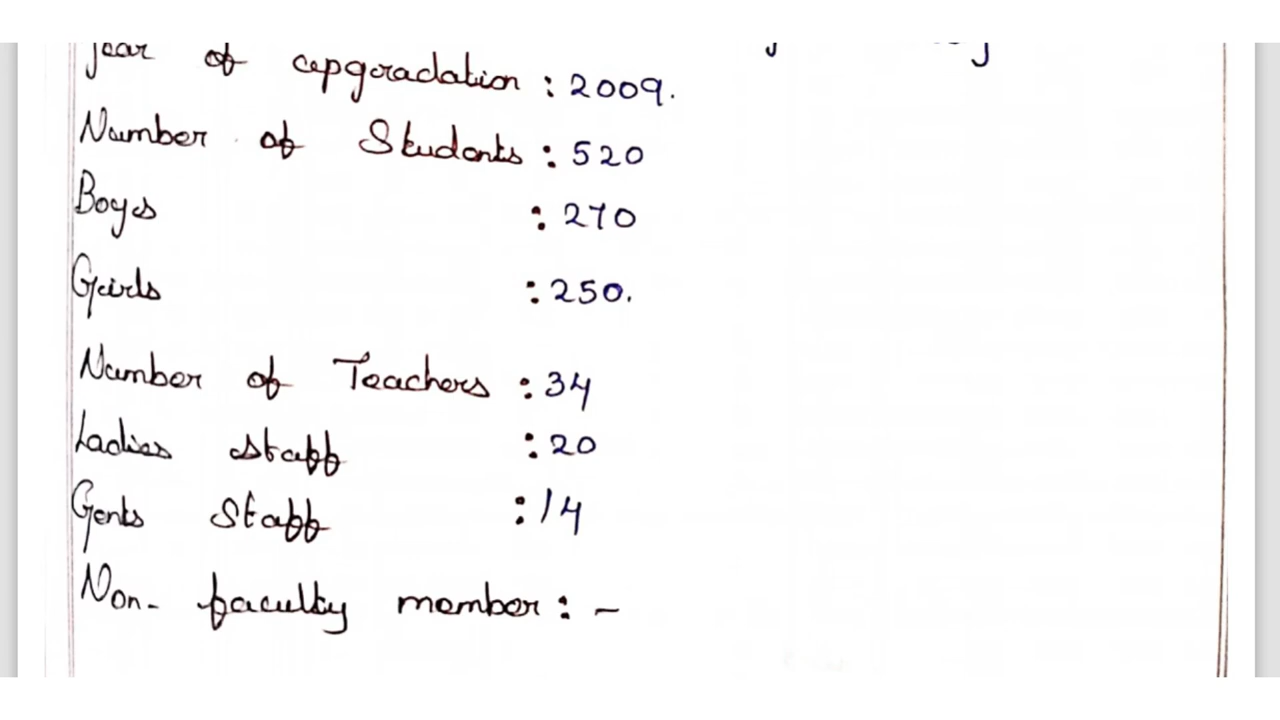 Year of upgradation : 2009.
Number of Students : 520
Boys : 270
Girls : 250.
Number of Teachers : 34
Ladies staff : 20
Gents Staff : 14
Non-faculty member : -